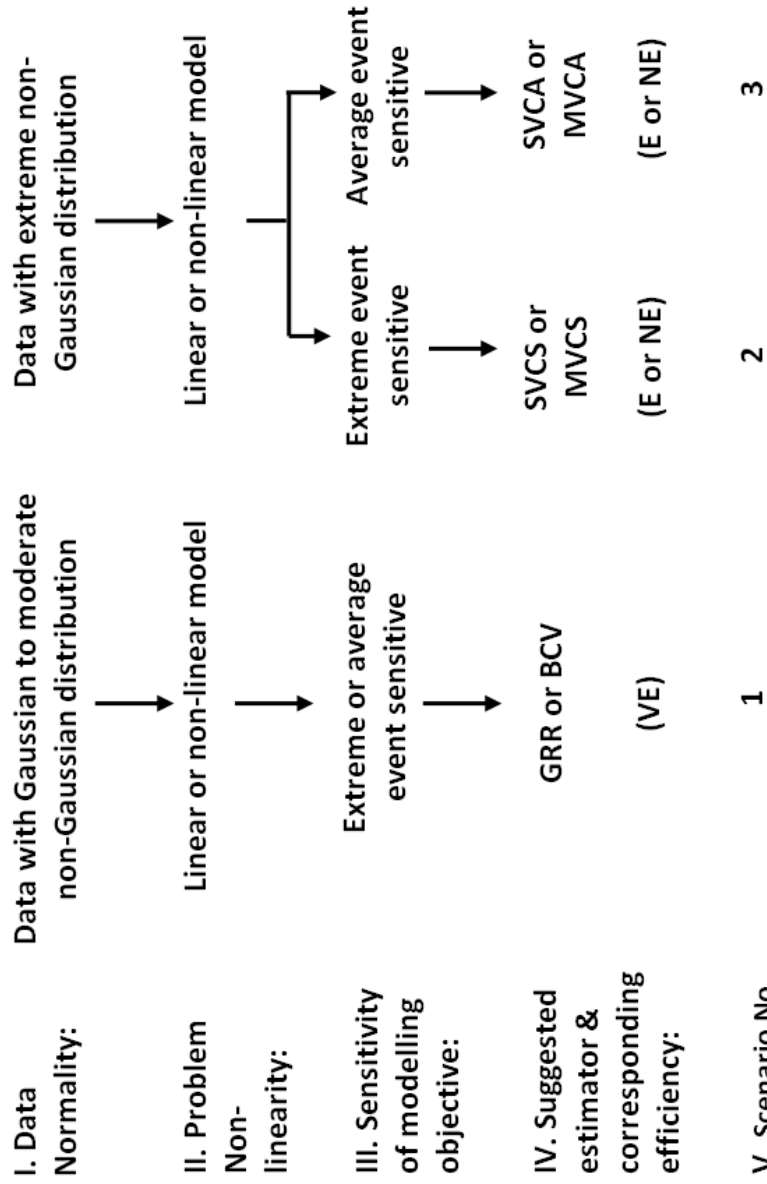 I. Data
Normality:
Data with Gaussian to moderate
non-Gaussian distribution
Data with extreme non-
Gaussian distribution
II. Problem
Non-
linearity:
Linear or non-linear model
Linear or non-linear model
III. Sensitivity
of modelling
objective:
Extreme or average
event sensitive
Extreme event
sensitive
Average event
sensitive
IV. Suggested
estimator &
corresponding
efficiency:
GRR or BCV
(VE)
SVCS or
MVCS
(E or NE)
SVCA or
MVCA
(E or NE)
V. Scenario No
1
2
3